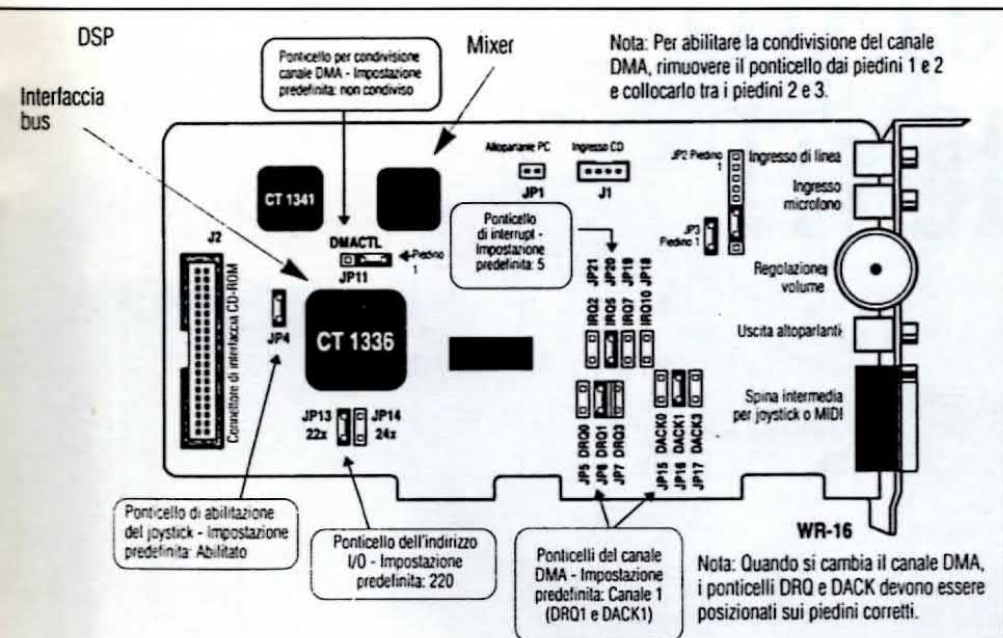 DSP
Ponticello per condivisione
canale DMA - Impostazione
predefinita: non condiviso
Mixer
Nota: Per abilitare la condivisione del canale
DMA, rimuovere il ponticello dai piedini 1 e 2
e collocarlo tra i piedini 2 e 3.
Interfaccia
bus
CT 1341
Altoparlante PC
JP1
Ingresso CD
J1
JP2 Piedino
1
Ingresso di linea
Ingresso
microfono
JP3
Piedino 1
Regolazione
volume
Uscita altoparlanti
Spina intermedia
per joystick o MIDI
DMACTL
JP11
Piedino
1
Ponticello
di interrupt -
Impostazione
predefinita: 5
J2
Connettore di interfaccia CD-ROM
JP4
CT 1336
JP21
JP20
JP19
JP18
IRQ2
IRQ5
IRQ7
IRQ10
JP13
22x
JP14
24x
JP5 DRQ0
JP6 DRQ1
JP7 DRQ3
JP15 DACK0
JP16 DACK1
JP17 DACK3
Ponticello di abilitazione
del joystick - Impostazione
predefinita: Abilitato
Ponticello dell'indirizzo
I/O - Impostazione
predefinita: 220
Ponticelli del canale
DMA - Impostazione
predefinita: Canale 1
(DRQ1 e DACK1)
WR-16
Nota: Quando si cambia il canale DMA,
i ponticelli DRQ e DACK devono essere
posizionati sui piedini corretti.